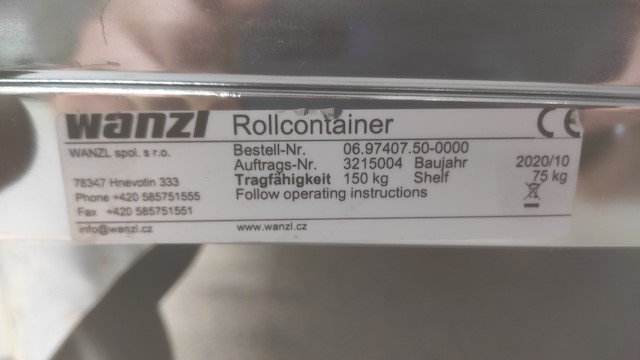 wanzl Rollcontainer CE
WANZL spol. s r.o.
Bestell-Nr. 06.97407.50-0000
Auftrags-Nr. 3215004 Baujahr 2020/10
78347 Hnevotin 333
Tragfähigkeit 150 kg Shelf 75 kg
Phone +420 585751555
Follow operating instructions
Fax +420 585751551
info@wanzl.cz www.wanzl.cz